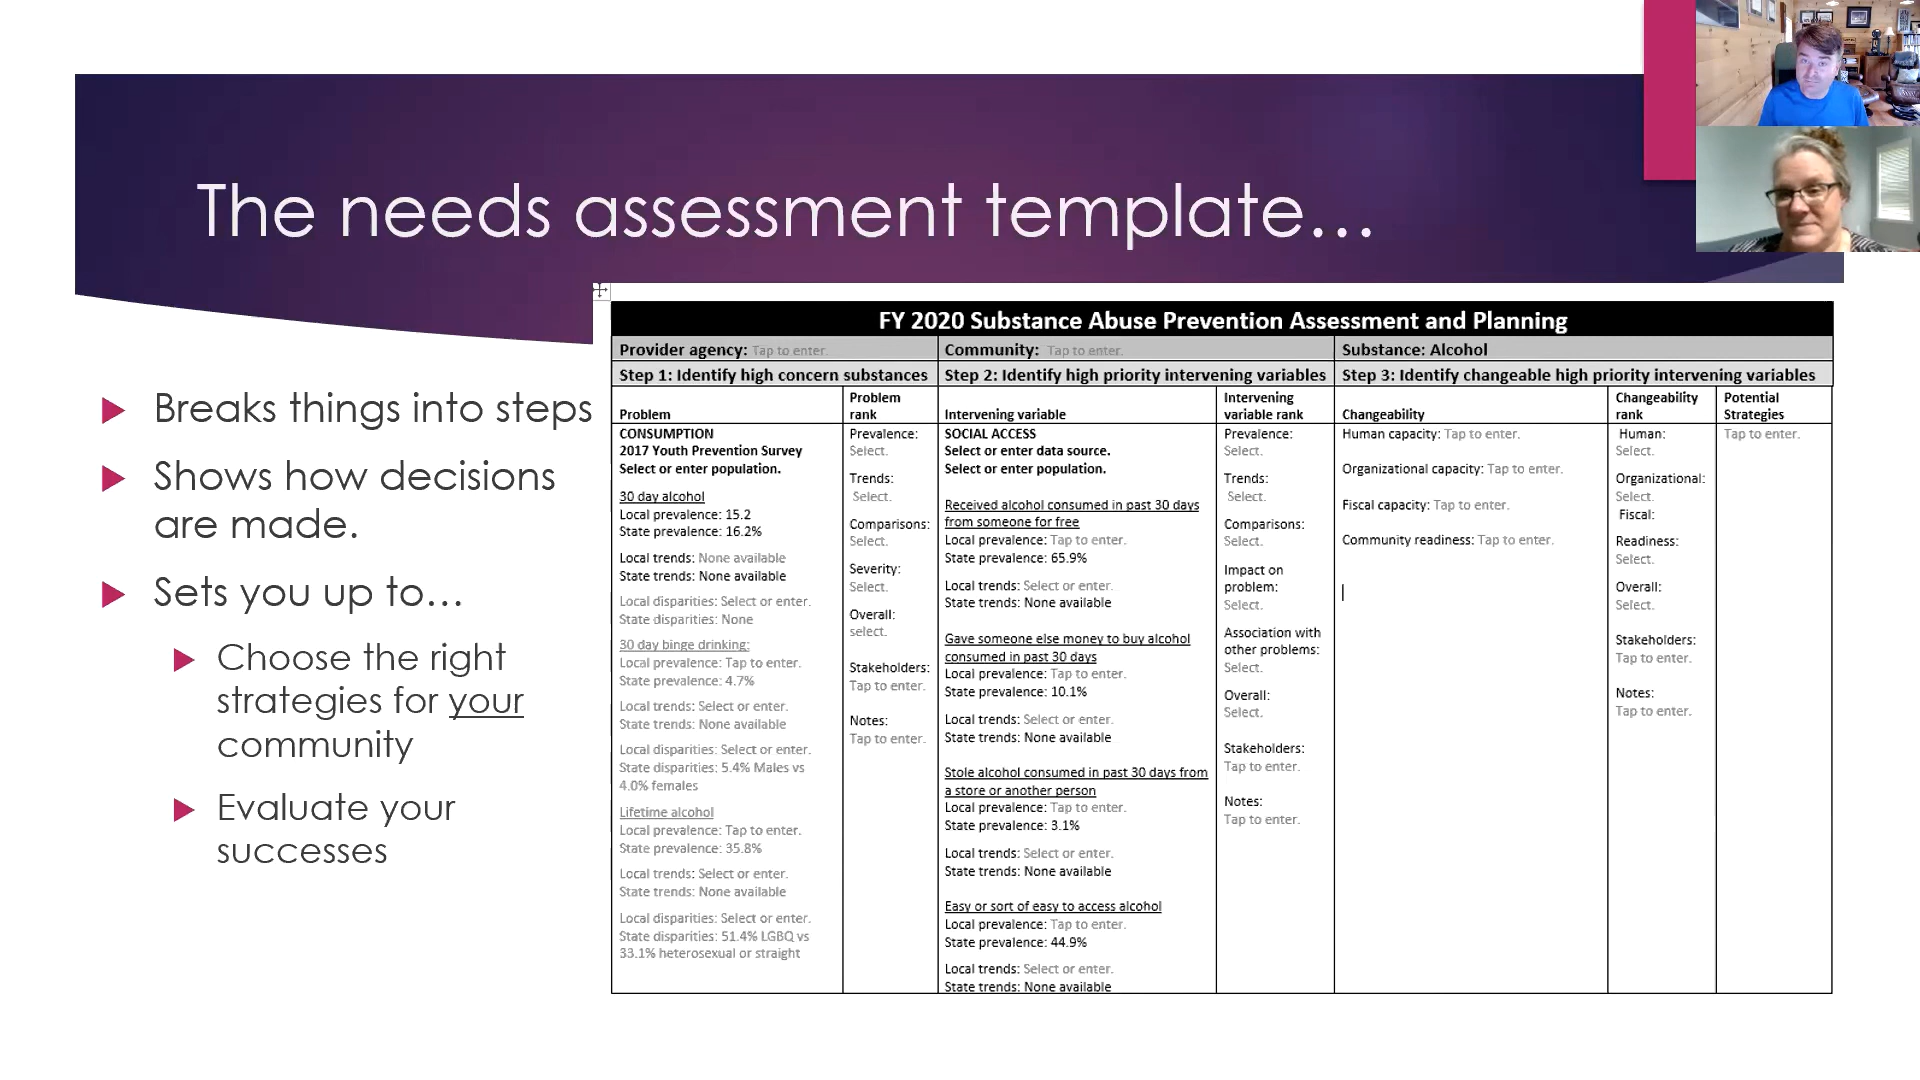 The needs assessment template...
Breaks things into steps
Shows how decisions
are made.
Sets you up to...
Choose the right
strategies for your
community
Evaluate your
successes
FY 2020 Substance Abuse Prevention Assessment and Planning
Provider agency: Tap to enter.
Community: Tap to enter.
Substance: Alcohol
Step 1: Identify high concern substances
Step 2: Identify high priority intervening variables
Step 3: Identify changeable high priority intervening variables
Problem
Problem
rank
Intervening variable
Intervening
variable rank
Changeability
Changeability
rank
Potential
Strategies
CONSUMPTION
2017 Youth Prevention Survey
Select or enter population.
30 day alcohol
Local prevalence: 15.2
State prevalence: 16.2%
Local trends: None available
State trends: None available
Local disparities: Select or enter.
State disparities: None
30 day binge drinking:
Local prevalence: Tap to enter.
State prevalence: 4.7%
Local trends: Select or enter.
State trends: None available
Local disparities: Select or enter.
State disparities: 5.4% Males vs
4.0% females
Lifetime alcohol
Local prevalence: Tap to enter.
State prevalence: 35.8%
Local trends: Select or enter.
State trends: None available
Local disparities: Select or enter.
State disparities: 51.4% LGBQ vs
33.1% heterosexual or straight
Prevalence:
Select.
Trends:
Select.
Comparisons:
Select.
Severity:
Select.
Overall:
select.
Stakeholders:
Tap to enter.
Notes:
Tap to enter.
SOCIAL ACCESS
Select or enter data source.
Select or enter population.
Received alcohol consumed in past 30 days
from someone for free
Local prevalence: Tap to enter.
State prevalence: 65.9%
Local trends: Select or enter.
State trends: None available
Gave someone else money to buy alcohol
consumed in past 30 days
Local prevalence: Tap to enter.
State prevalence: 10.1%
Local trends: Select or enter.
State trends: None available
Stole alcohol consumed in past 30 days from
a store or another person
Local prevalence: Tap to enter.
State prevalence: 3.1%
Local trends: Select or enter.
State trends: None available
Easy or sort of easy to access alcohol
Local prevalence: Tap to enter.
State prevalence: 44.9%
Local trends: Select or enter.
State trends: None available
Prevalence:
Select.
Trends:
Select.
Comparisons:
Select.
Impact on
problem:
Select.
Association with
other problems:
Select.
Overall:
Select.
Stakeholders:
Tap to enter.
Notes:
Tap to enter.
Human capacity: Tap to enter.
Organizational capacity: Tap to enter.
Fiscal capacity: Tap to enter.
Community readiness: Tap to enter.
Human:
Select.
Organizational:
Select.
Fiscal:
Readiness:
Select.
Overall:
Select.
Stakeholders:
Tap to enter.
Notes:
Tap to enter.
Tap to enter.